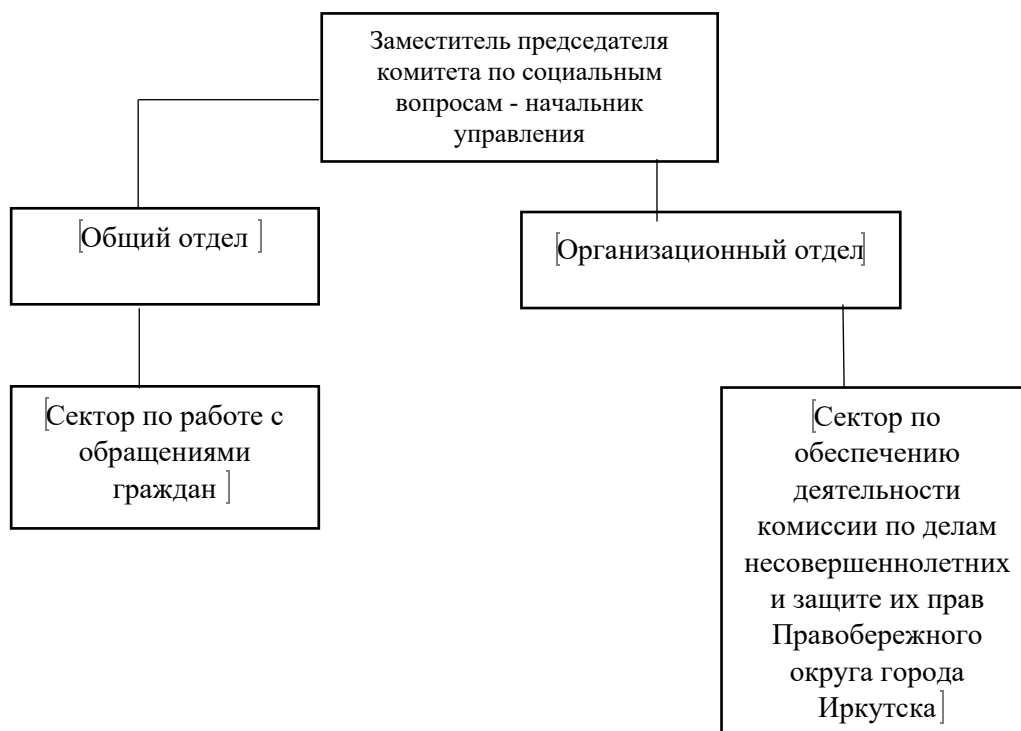 Заместитель председателя
комитета по социальным
вопросам - начальник
управления
[Общий отдел ]
[Организационный отдел]
[Сектор по работе с
обращениями
граждан ]
[Сектор по
обеспечению
деятельности
комиссии по делам
несовершеннолетних
и защите их прав
Правобережного
округа города
Иркутска]